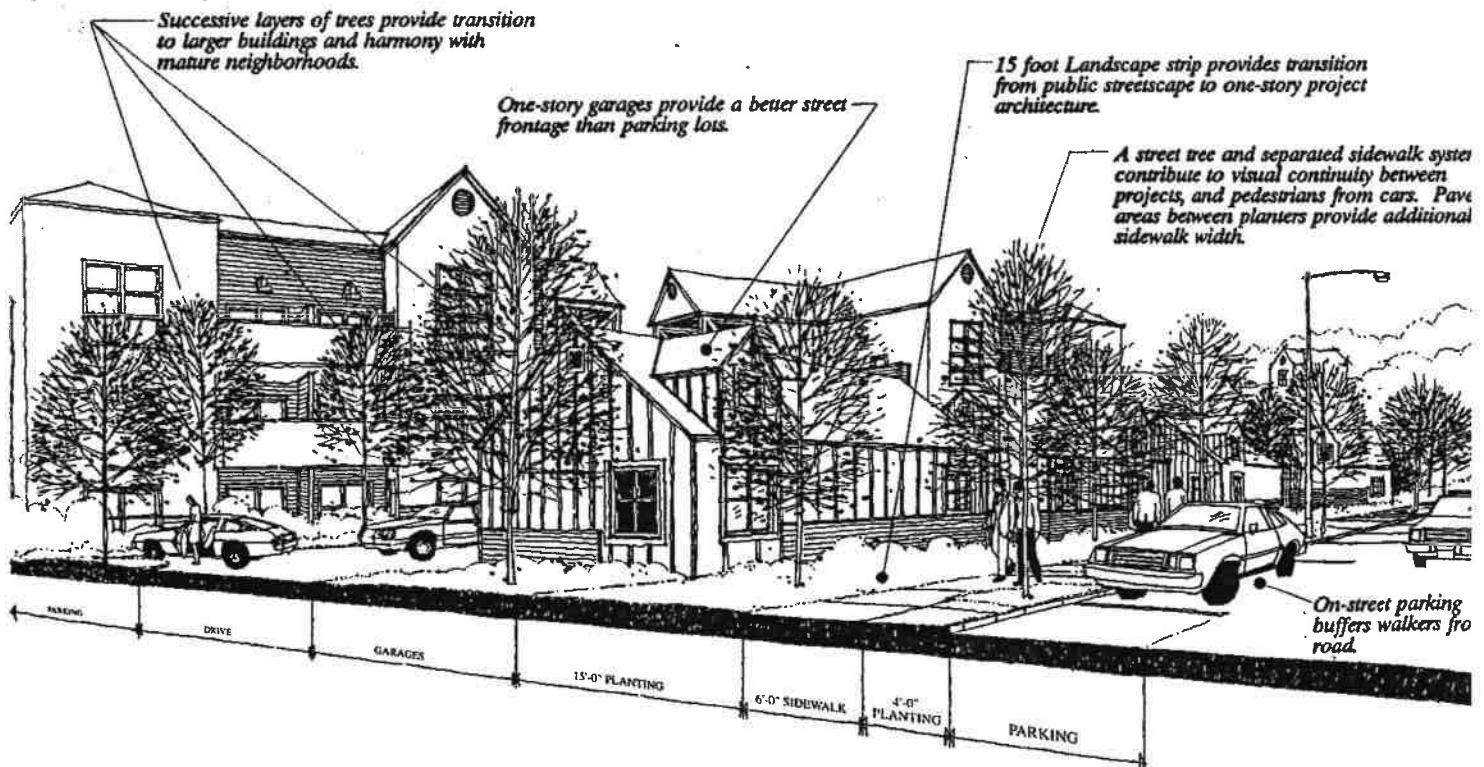 Successive layers of trees provide transition
to larger buildings and harmony with
mature neighborhoods.
One-story garages provide a better street
frontage than parking lots.
15 foot Landscape strip provides transition
from public streetscape to one-story project
architecture.
A street tree and separated sidewalk syste
contribute to visual continuity between
projects, and pedestrians from cars. Pave
areas between planters provide additional
sidewalk width.
On-street parking
buffers walkers fro
road.
PARKING
DRIVE
GARAGES
15'-0" PLANTING
6'-0" SIDEWALK
4'-0"
PLANTING
PARKING